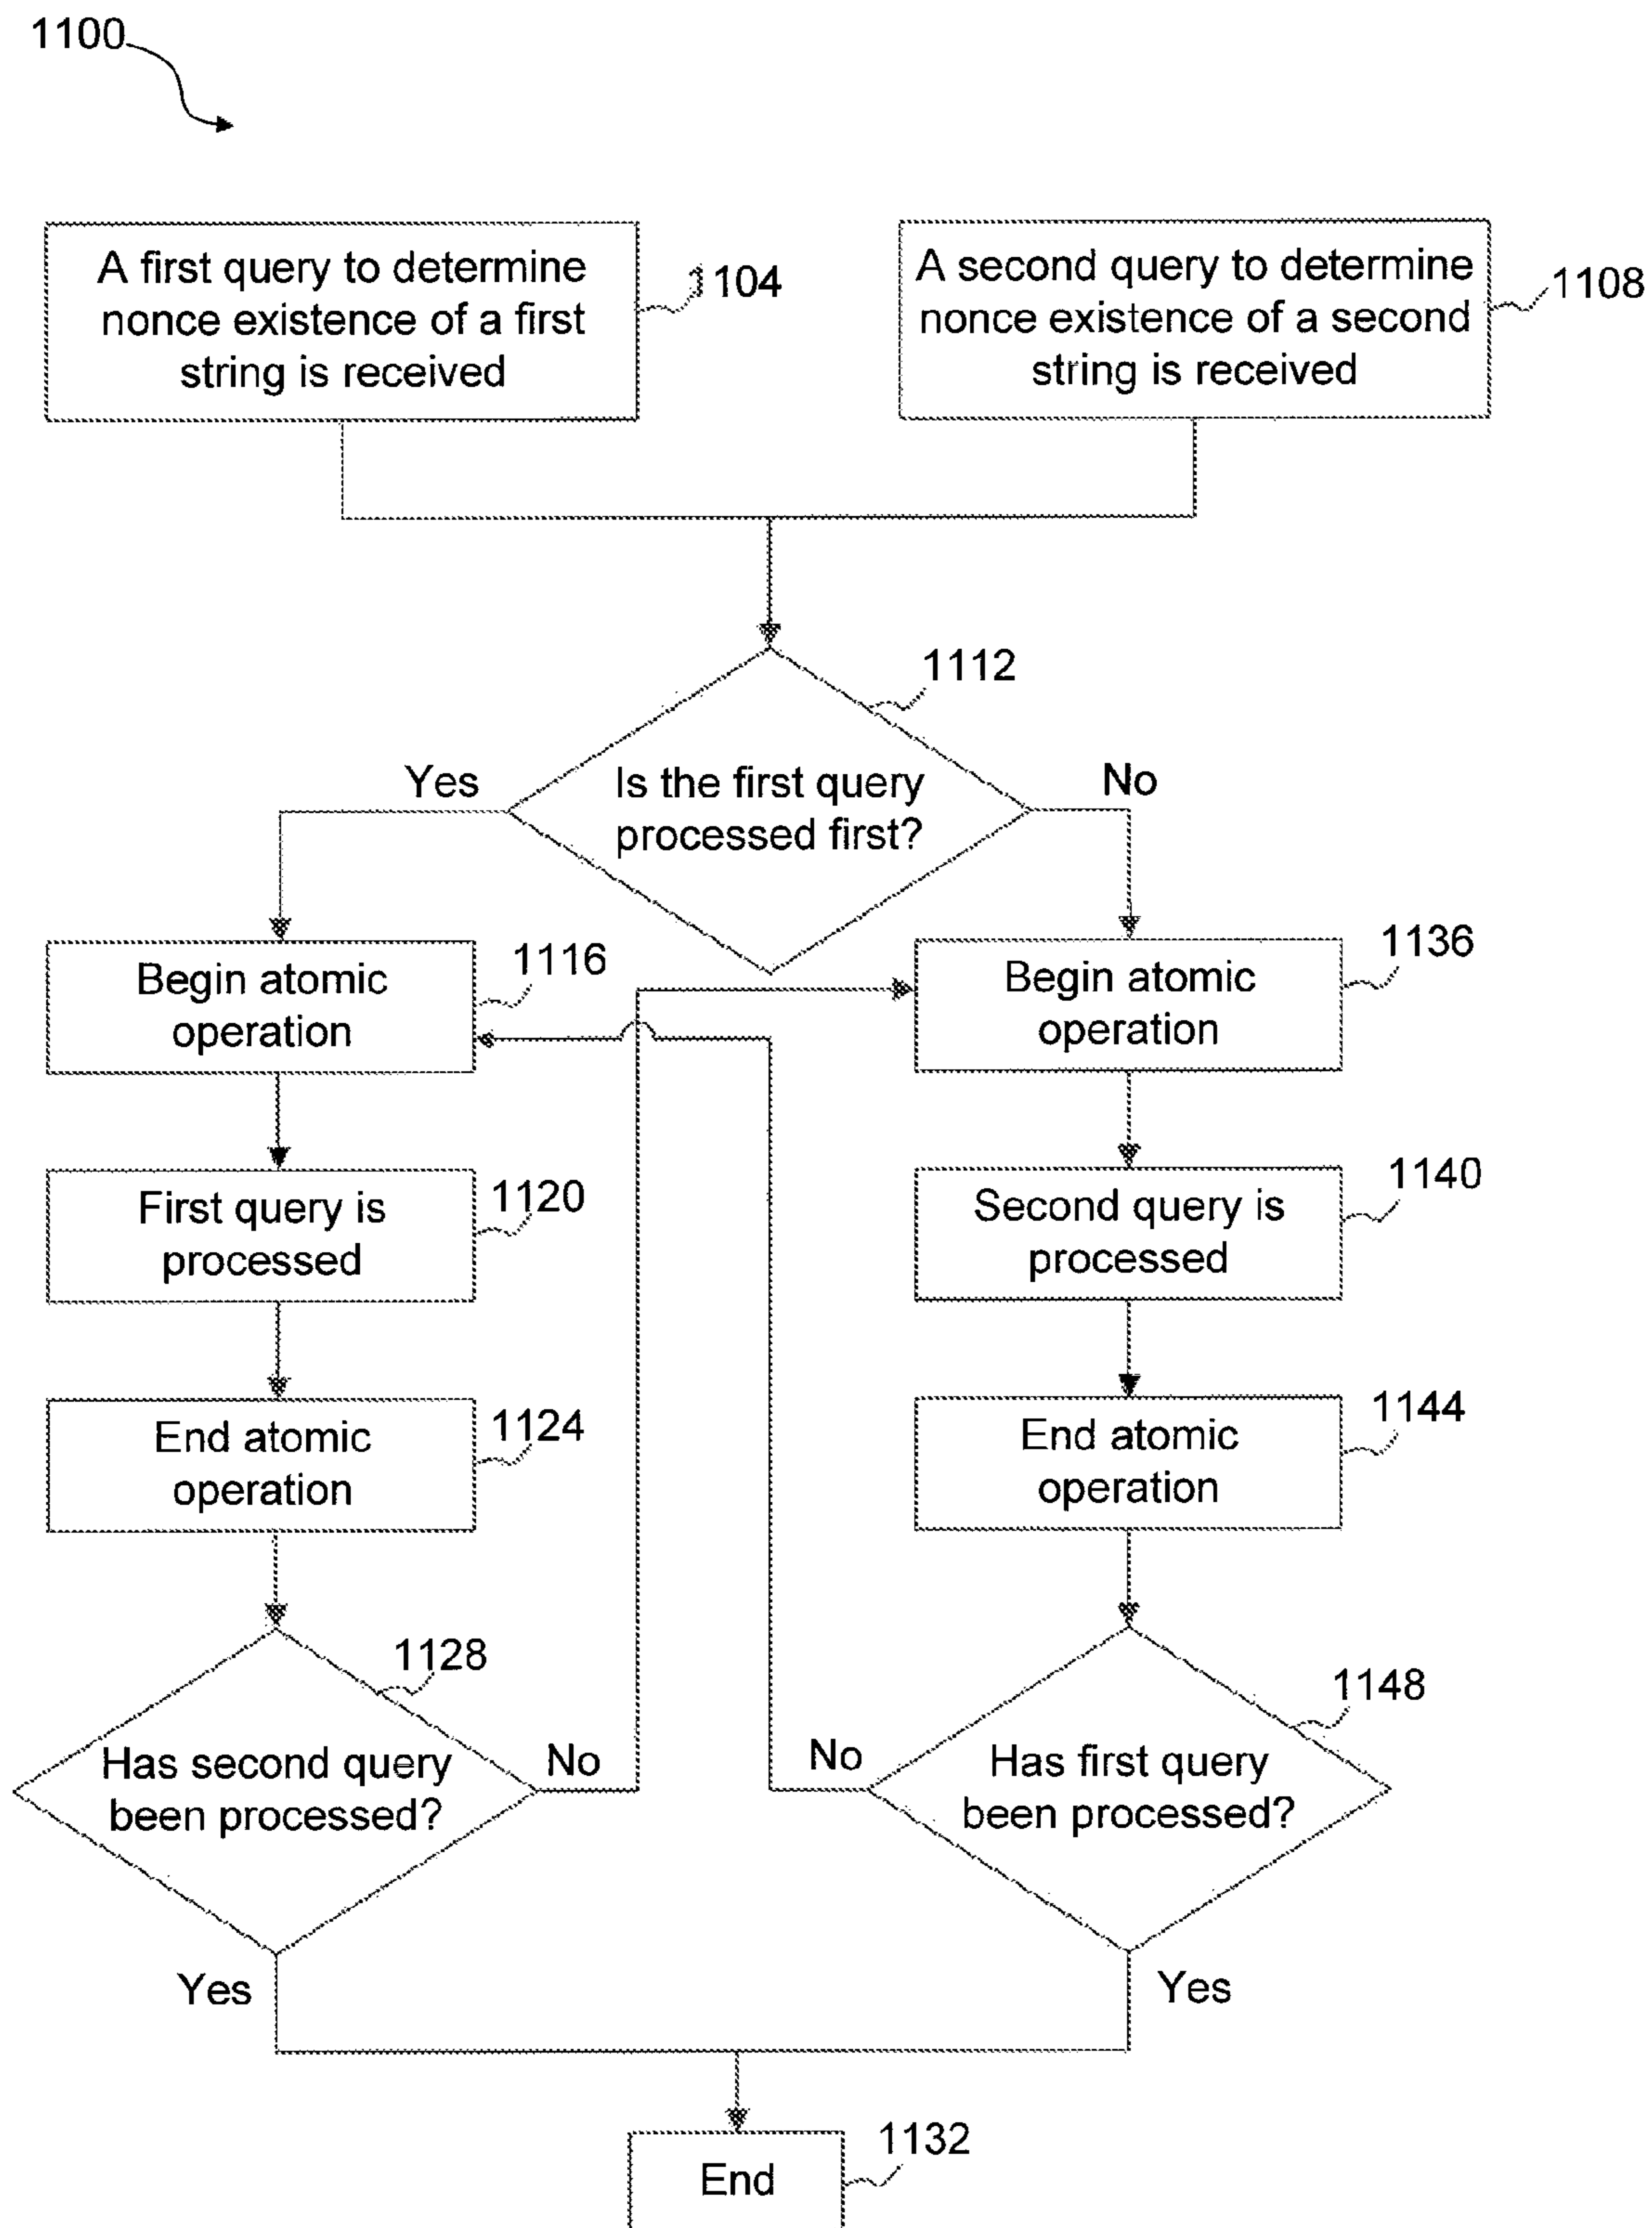 1100
A first query to determine
nonce existence of a first
string is received
1104
A second query to determine
nonce existence of a second
string is received
1108
1112
Is the first query
processed first?
Yes
No
Begin atomic
operation
1116
Begin atomic
operation
1136
First query is
processed
1120
Second query is
processed
1140
End atomic
operation
1124
End atomic
operation
1144
1128
Has second query
been processed?
No
Yes
1148
Has first query
been processed?
No
Yes
End
1132